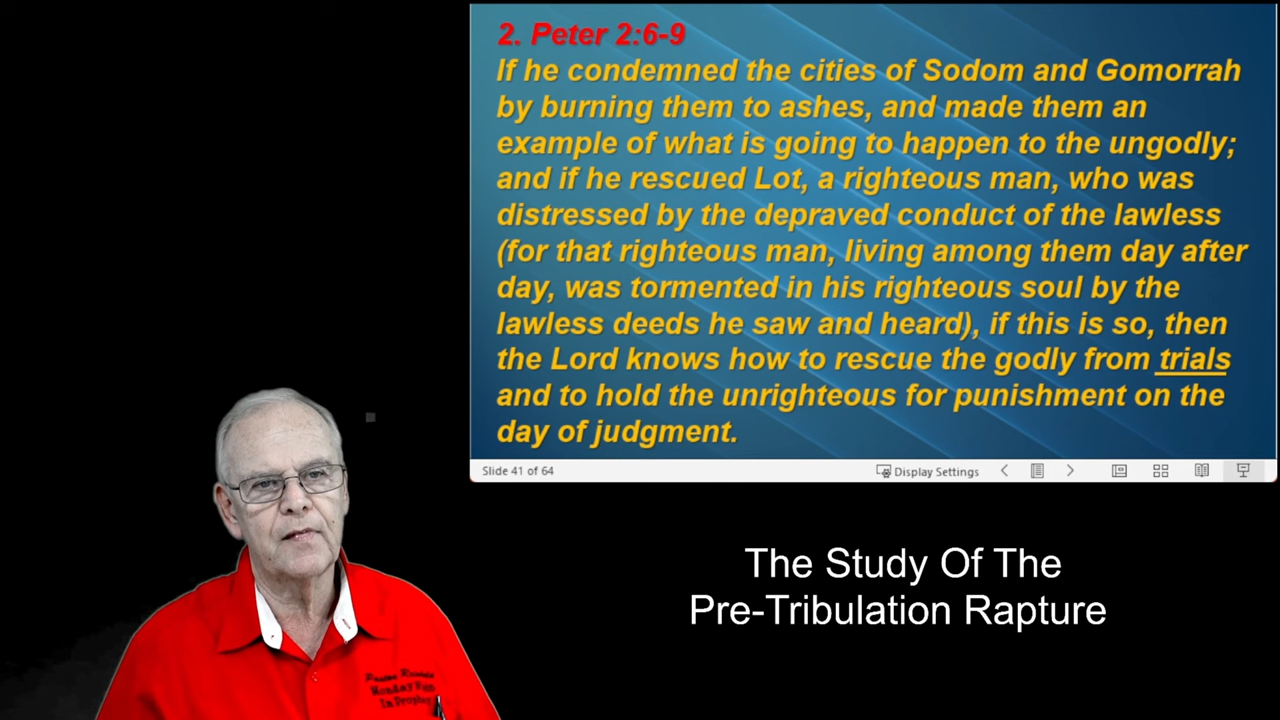 2. Peter 2:6-9
If he condemned the cities of Sodom and Gomorrah
by burning them to ashes, and made them an
example of what is going to happen to the ungodly;
and if he rescued Lot, a righteous man, who was
distressed by the depraved conduct of the lawless
(for that righteous man, living among them day after
day, was tormented in his righteous soul by the
lawless deeds he saw and heard), if this is so, then
the Lord knows how to rescue the godly from trials
and to hold the unrighteous for punishment on the
day of judgment.
Slide 41 of 64
Display Settings
The Study Of The
Pre-Tribulation Rapture
Monday
In